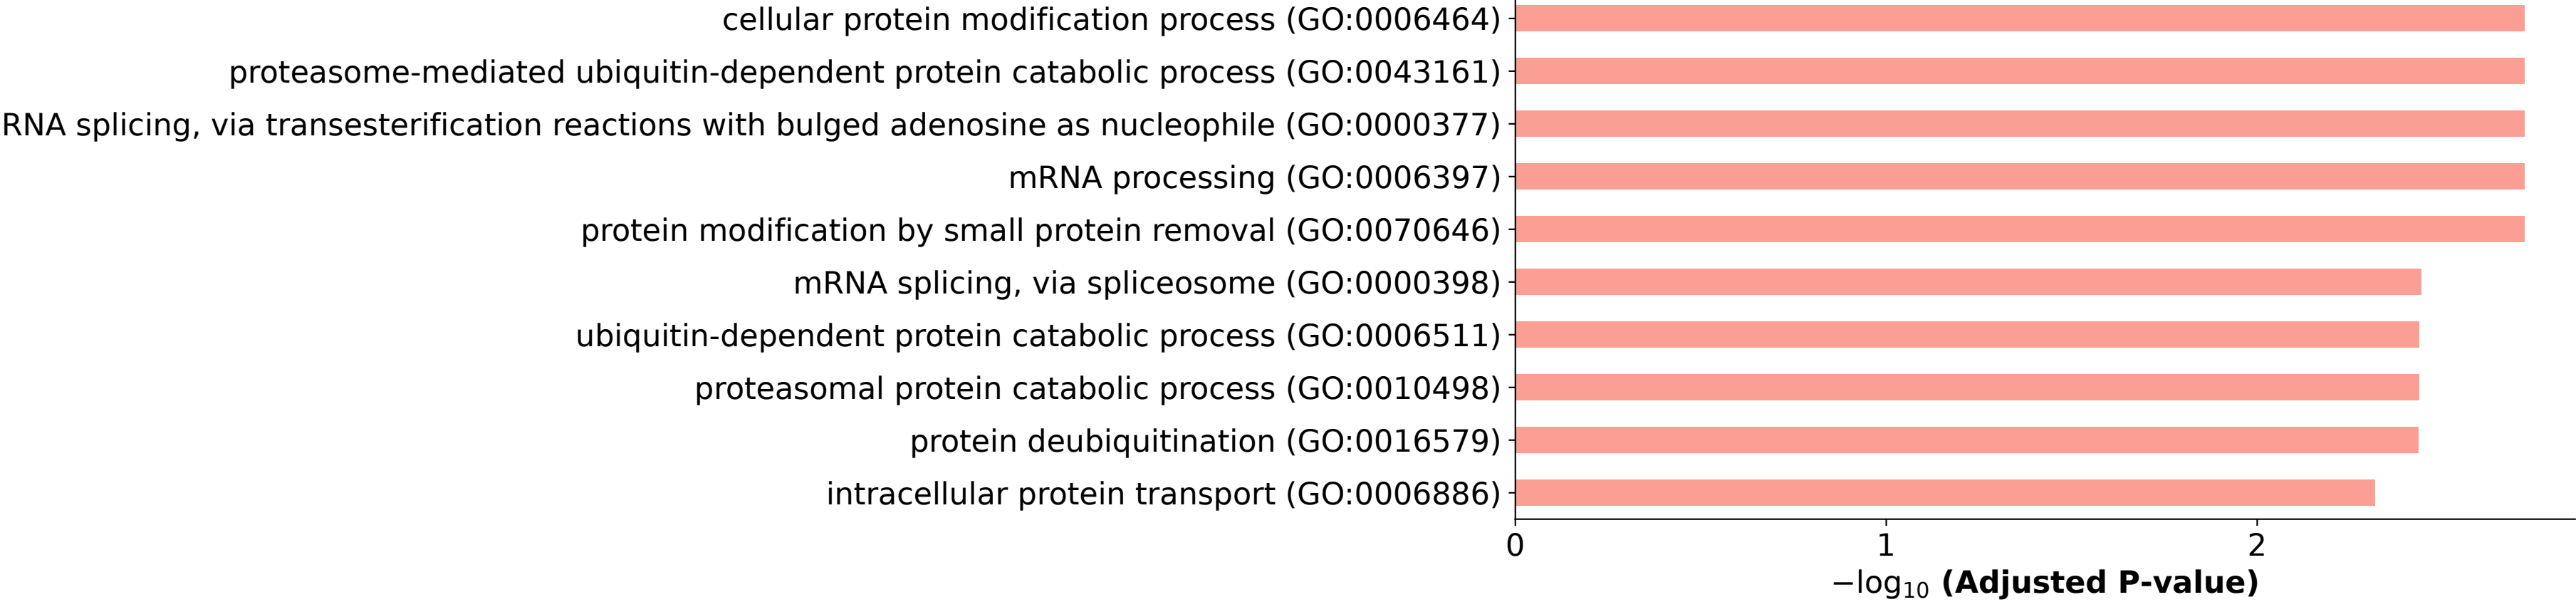 cellular protein modification process (GO:0006464)
proteasome-mediated ubiquitin-dependent protein catabolic process (GO:0043161)
RNA splicing, via transesterification reactions with bulged adenosine as nucleophile (GO:0000377)
mRNA processing (GO:0006397)
protein modification by small protein removal (GO:0070646)
mRNA splicing, via spliceosome (GO:0000398)
ubiquitin-dependent protein catabolic process (GO:0006511)
proteasomal protein catabolic process (GO:0010498)
protein deubiquitination (GO:0016579)
intracellular protein transport (GO:0006886)
0 1 2
−log₁₀ (Adjusted P-value)